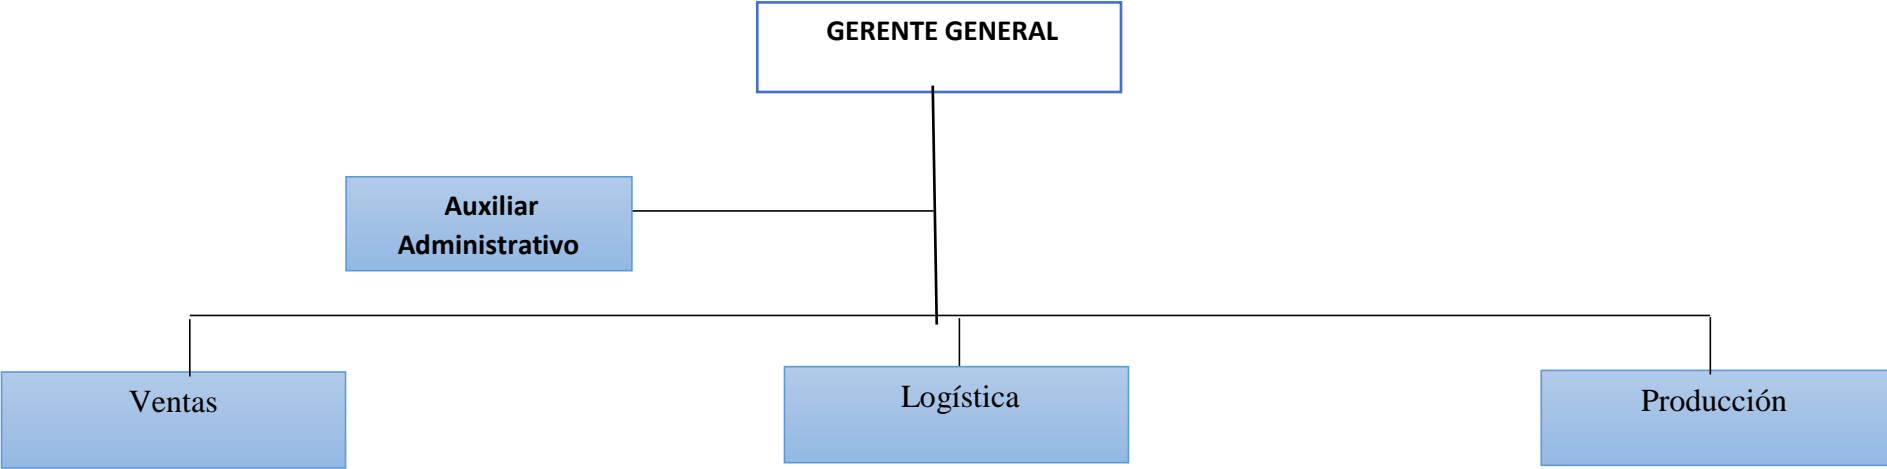 GERENTE GENERAL
Auxiliar
Administrativo
Ventas
Logística
Producción